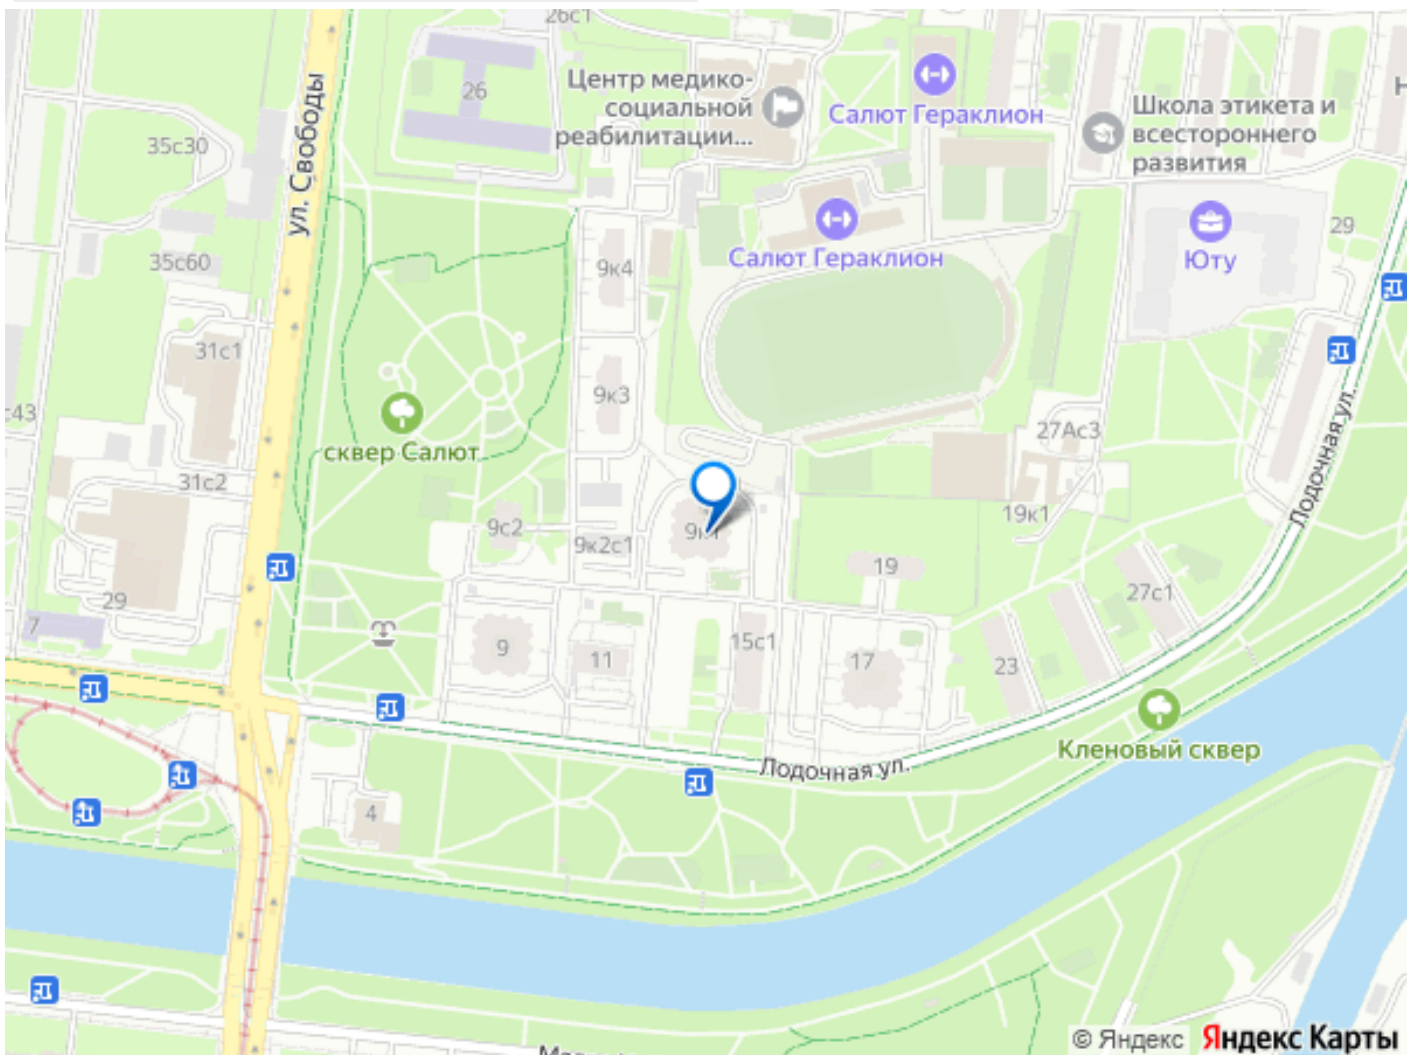 26с1
26
Центр медико-
социальной
реабилитации...
Салют Гераклион
Школа этикета и
всестороннего
развития
Н
35с30
ул. Свободы
Салют Гераклион
Юту
29
35с60
9к4
31с1
9к3
с43
сквер Салют
27Ас3
31с2
9с2
9к2с1
19к1
Лодочная ул.
19
29
7
27с1
9
11
15с1
17
23
Кленовый сквер
Лодочная ул.
4
© Яндекс Яндекс Карты